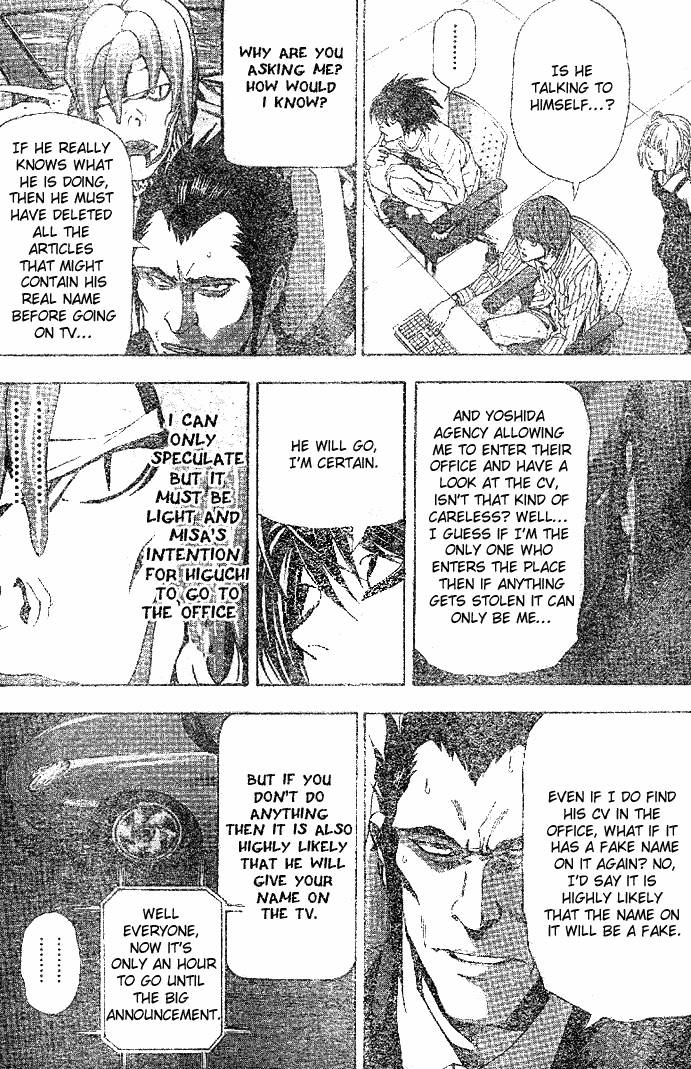 .......
IS HE
TALKING TO
HIMSELF...?
WHY ARE YOU
ASKING ME?
HOW WOULD
I KNOW?
IF HE REALLY
KNOWS WHAT
HE IS DOING,
THEN HE MUST
HAVE DELETED
ALL THE
ARTICLES
THAT MIGHT
CONTAIN HIS
REAL NAME
BEFORE GOING
ON TV...
AND YOSHIDA
AGENCY ALLOWING
ME TO ENTER THEIR
OFFICE AND HAVE A
LOOK AT THE CV,
ISN'T THAT KIND OF
CARELESS? WELL...
I GUESS IF I'M THE
ONLY ONE WHO
ENTERS THE PLACE
THEN IF ANYTHING
GETS STOLEN IT CAN
ONLY BE ME...
HE WILL GO,
I'M CERTAIN.
I CAN
ONLY
SPECULATE
BUT IT
MUST BE
LIGHT AND
MISA'S
INTENTION
FOR HIGUCHI
TO GO TO
THE OFFICE
............
EVEN IF I DO FIND
HIS CV IN THE
OFFICE, WHAT IF IT
HAS A FAKE NAME
ON IT AGAIN? NO,
I'D SAY IT IS
HIGHLY LIKELY
THAT THE NAME ON
IT WILL BE A FAKE.
BUT IF YOU
DON'T DO
ANYTHING
THEN IT IS ALSO
HIGHLY LIKELY
THAT HE WILL
GIVE YOUR
NAME ON
THE TV.
WELL
EVERYONE,
NOW IT'S
ONLY AN HOUR
TO GO UNTIL
THE BIG
ANNOUNCEMENT.
.......